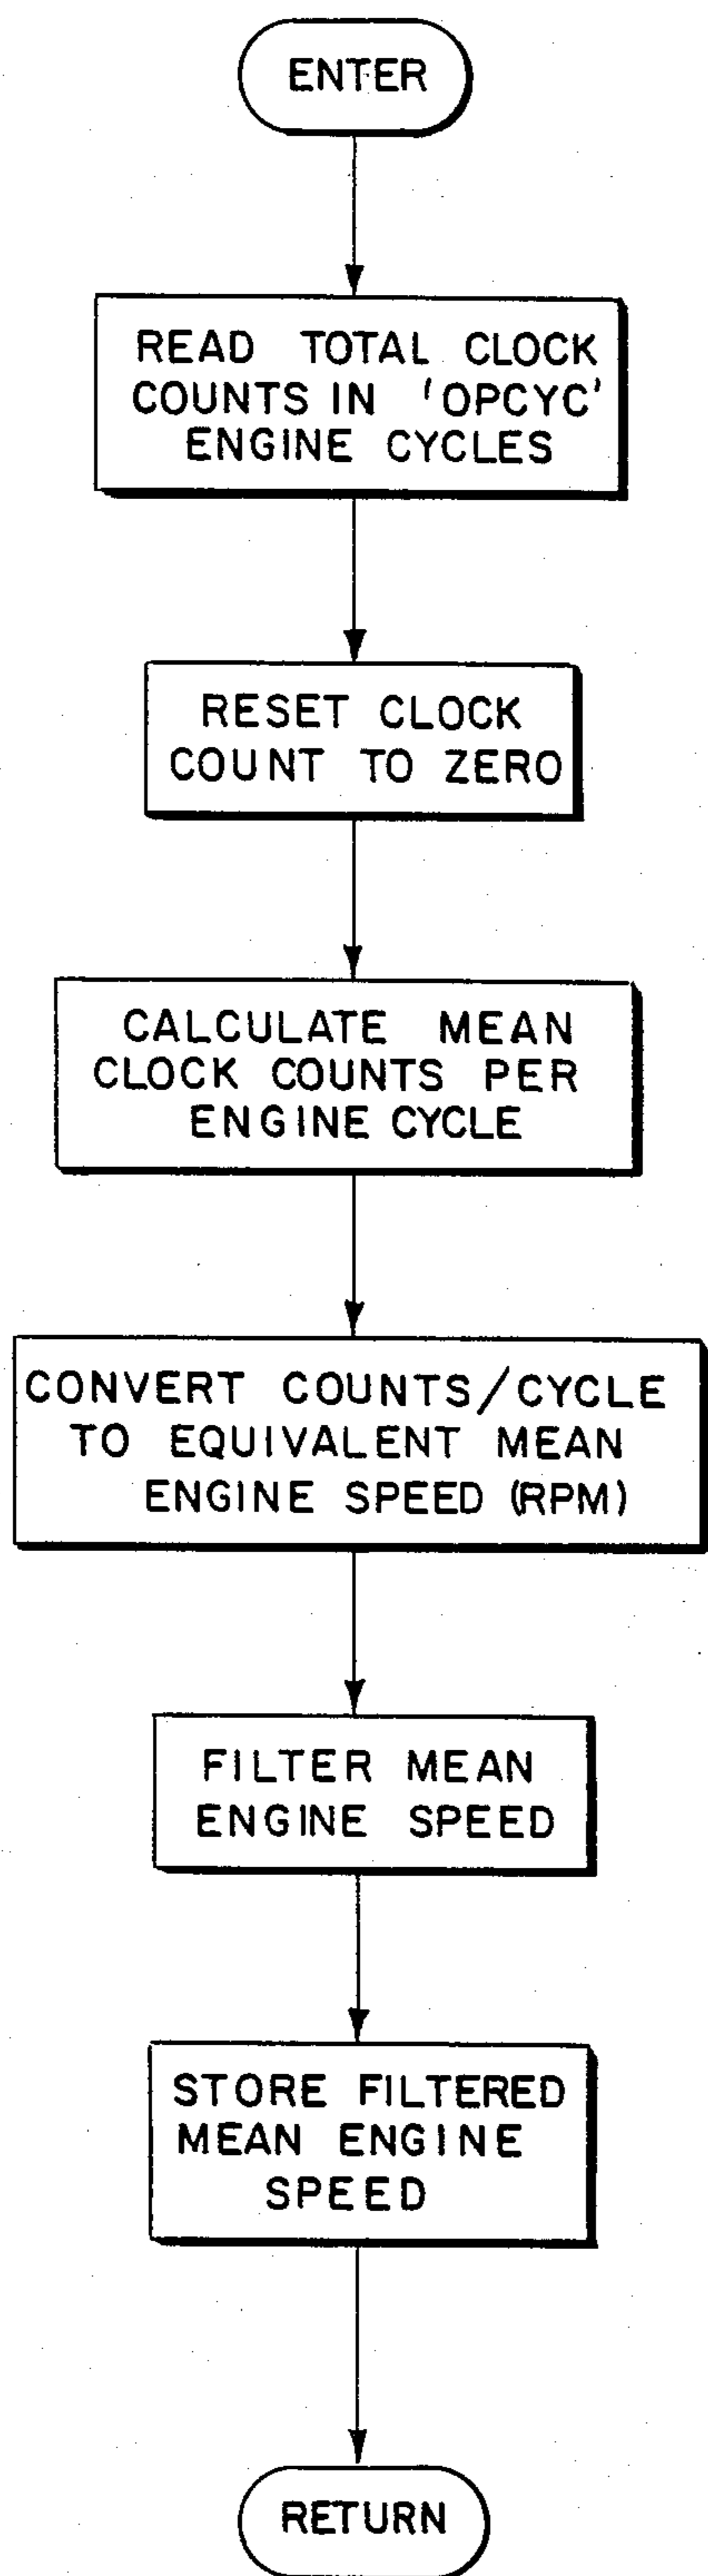 ENTER
READ TOTAL CLOCK
COUNTS IN 'OPCYC'
ENGINE CYCLES
RESET CLOCK
COUNT TO ZERO
CALCULATE MEAN
CLOCK COUNTS PER
ENGINE CYCLE
CONVERT COUNTS/CYCLE
TO EQUIVALENT MEAN
ENGINE SPEED (RPM)
FILTER MEAN
ENGINE SPEED
STORE FILTERED
MEAN ENGINE
SPEED
RETURN